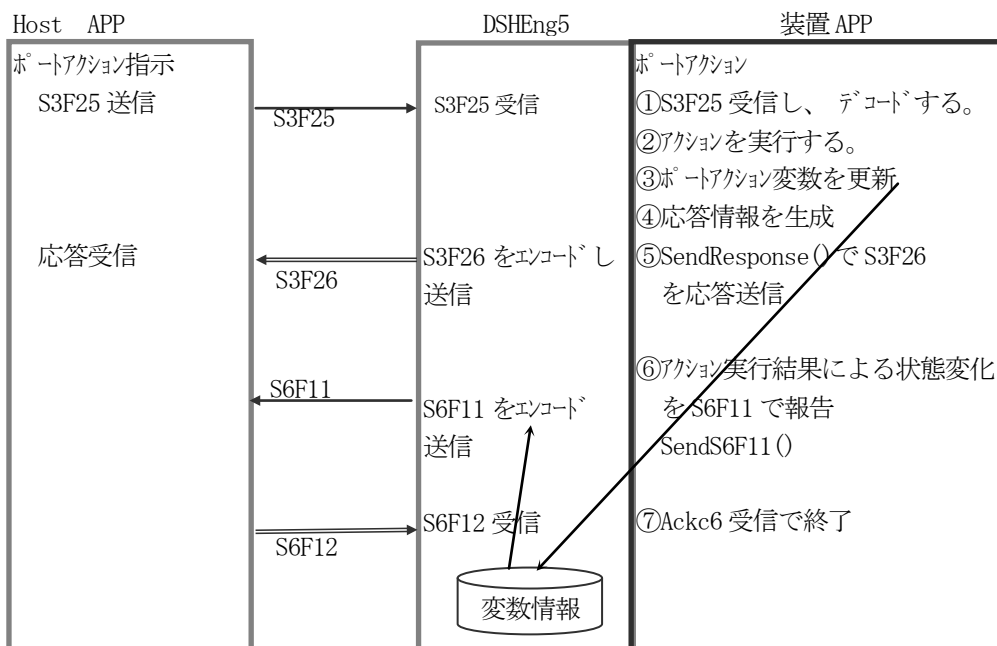 Host APP
DSHEng5
装置 APP
ﾎﾟｰﾄｱｸｼｮﾝ指示
S3F25 送信
S3F25
S3F25 受信
ﾎﾟｰﾄｱｸｼｮﾝ
①S3F25 受信し、 ﾃﾞｺｰﾄﾞする。
②ｱｸｼｮﾝを実行する。
③ﾎﾟｰﾄｱｸｼｮﾝ変数を更新
④応答情報を生成
応答受信
S3F26
S3F26 をｴﾝｺｰﾄﾞし
送信
⑤SendResponse()で S3F26
を応答送信
S6F11
S6F11 をｴﾝｺｰﾄﾞ
送信
⑥ｱｸｼｮﾝ実行結果による状態変化
を S6F11 で報告
SendS6F11()
S6F12
S6F12 受信
⑦Ackc6 受信で終了
変数情報